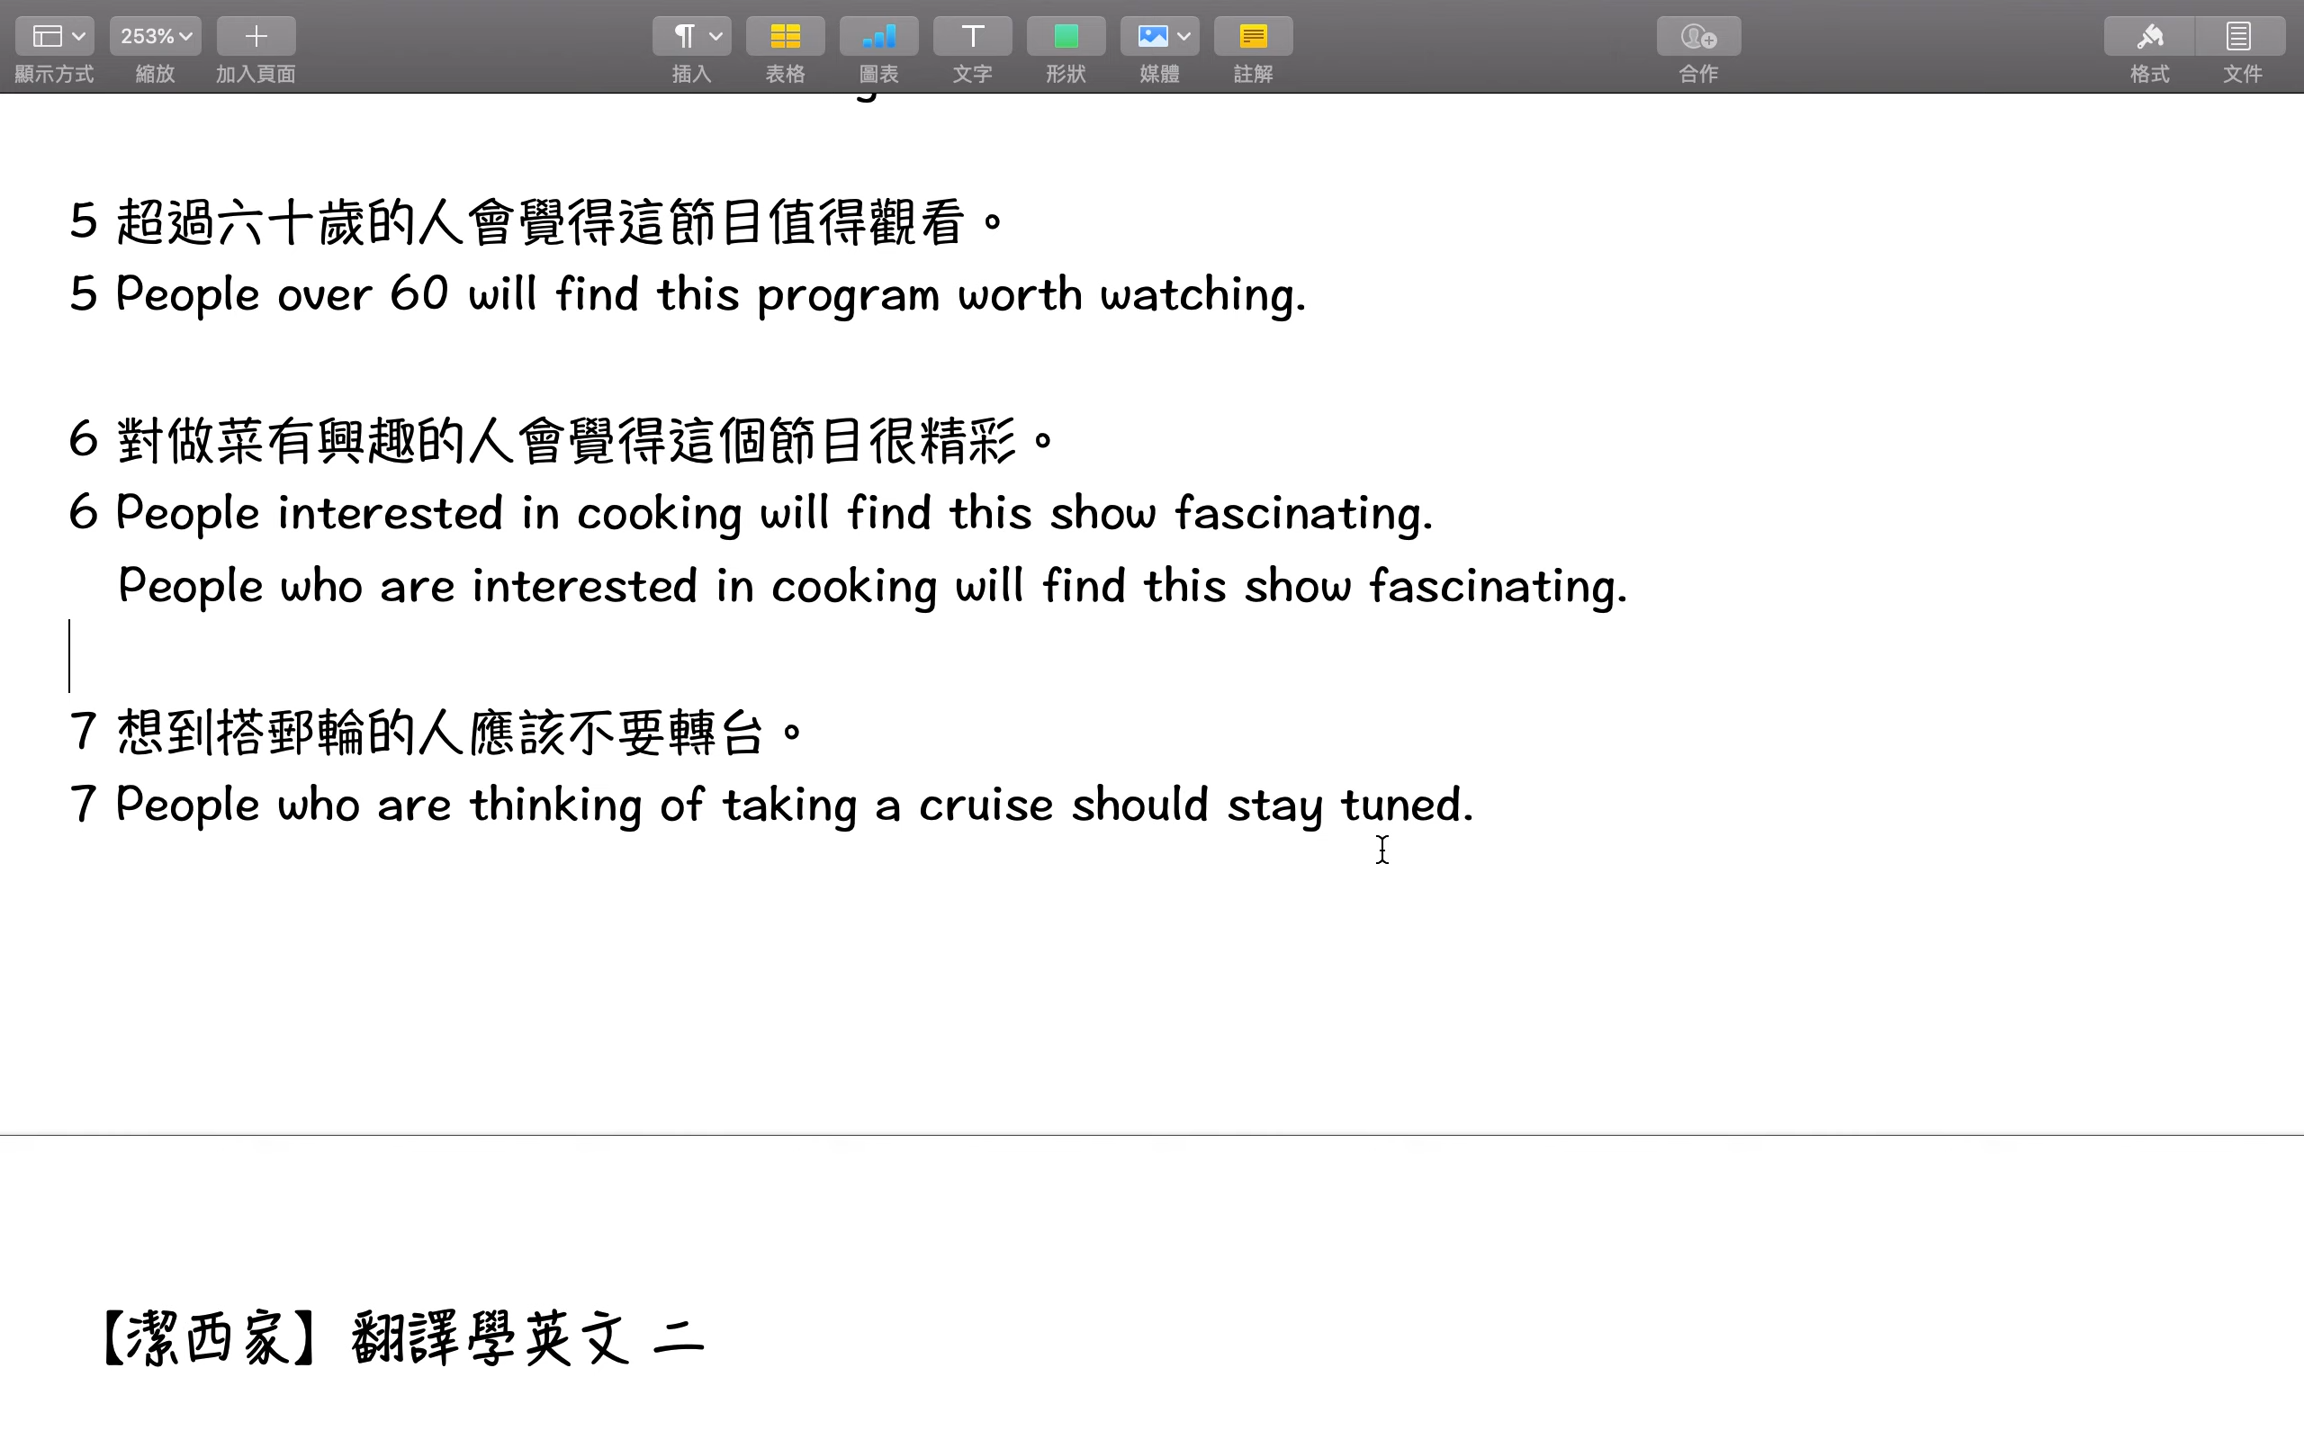 253%
顯示方式 縮放 加入頁面 插入 表格 圖表 文字 形狀 媒體 註解 合作 格式 文件
5 超過六十歲的人會覺得這節目值得觀看。
5 People over 60 will find this program worth watching.
6 對做菜有興趣的人會覺得這個節目很精彩。
6 People interested in cooking will find this show fascinating.
People who are interested in cooking will find this show fascinating.
7 想到搭郵輪的人應該不要轉台。
7 People who are thinking of taking a cruise should stay tuned.
【潔西家】翻譯學英文 二